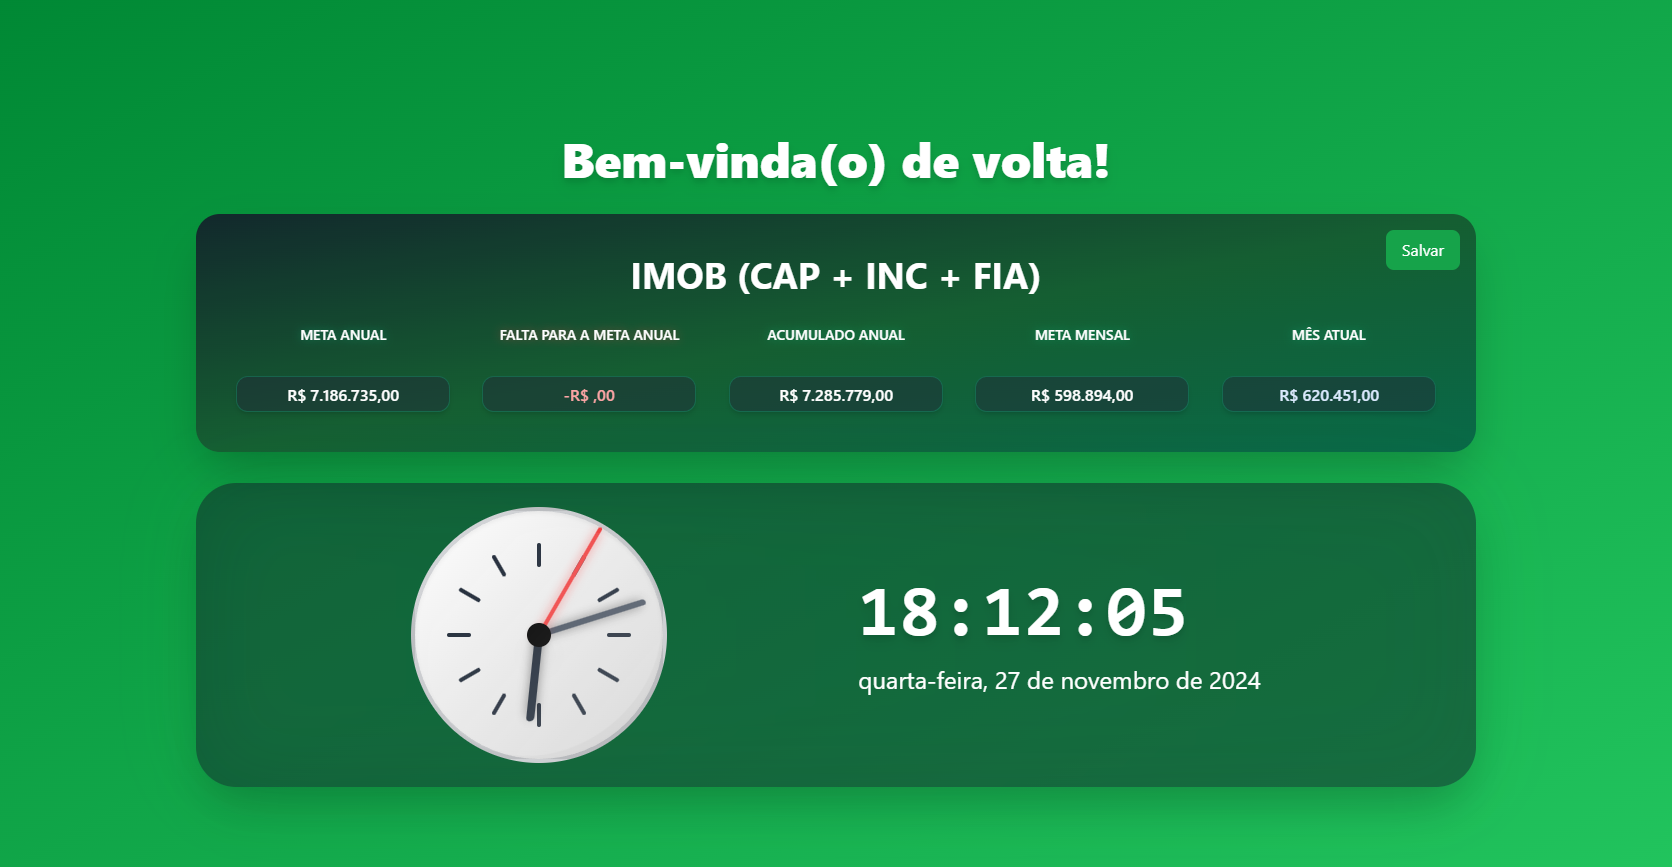 Bem-vinda(o) de volta!
Salvar
IMOB (CAP + INC + FIA)
META ANUAL
R$ 7.186.735,00
FALTA PARA A META ANUAL
-R$ ,00
ACUMULADO ANUAL
R$ 7.285.779,00
META MENSAL
R$ 598.894,00
MÊS ATUAL
R$ 620.451,00
18:12:05
quarta-feira, 27 de novembro de 2024